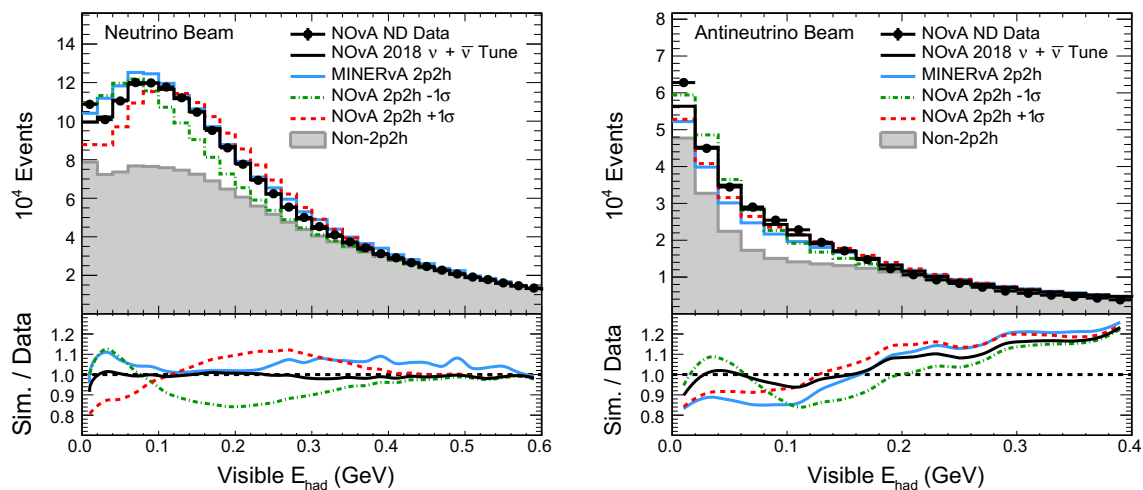 Neutrino Beam
NOvA ND Data
NOvA 2018 ν + ν̅ Tune
MINERvA 2p2h
NOvA 2p2h -1σ
NOvA 2p2h +1σ
Non-2p2h
10⁴ Events
14
12
10
8
6
4
2
Sim. / Data
1.2
1.1
1.0
0.9
0.8
0.0 0.1 0.2 0.3 0.4 0.5 0.6
Visible E_had (GeV)
Antineutrino Beam
NOvA ND Data
NOvA 2018 ν + ν̅ Tune
MINERvA 2p2h
NOvA 2p2h -1σ
NOvA 2p2h +1σ
Non-2p2h
10⁴ Events
8
7
6
5
4
3
2
1
Sim. / Data
1.2
1.1
1.0
0.9
0.8
0.0 0.1 0.2 0.3 0.4
Visible E_had (GeV)